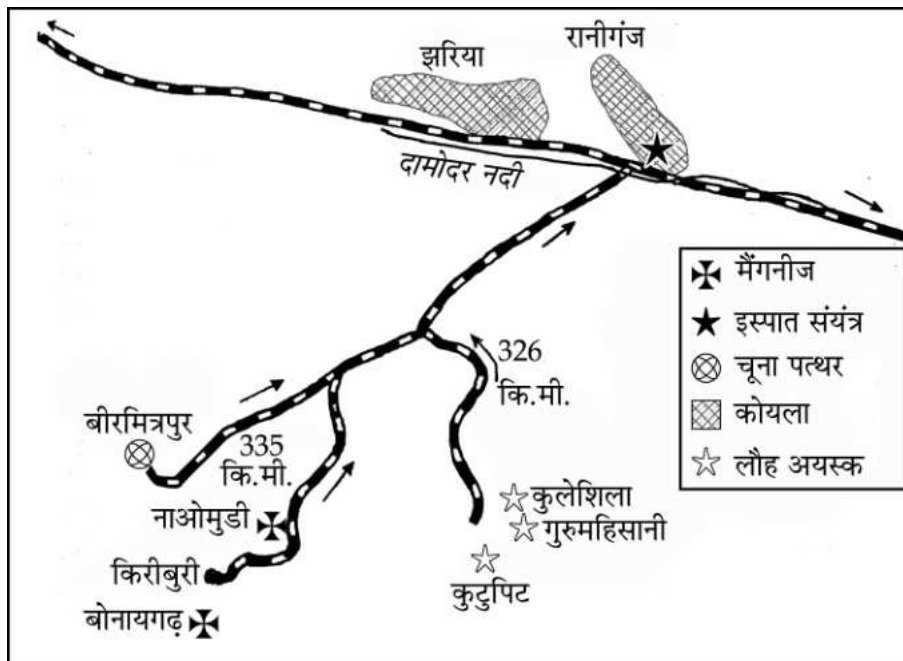 रानीगंज
झरिया
दामोदर नदी
मैंगनीज
इस्पात संयंत्र
चूना पत्थर
कोयला
लौह अयस्क
326
कि.मी.
बीरमित्रपुर
335
कि.मी.
नाओमुडी
किरीबुरी
बोनायगढ़
कुलेशिला
गुरुमहिसानी
कुटुपिट